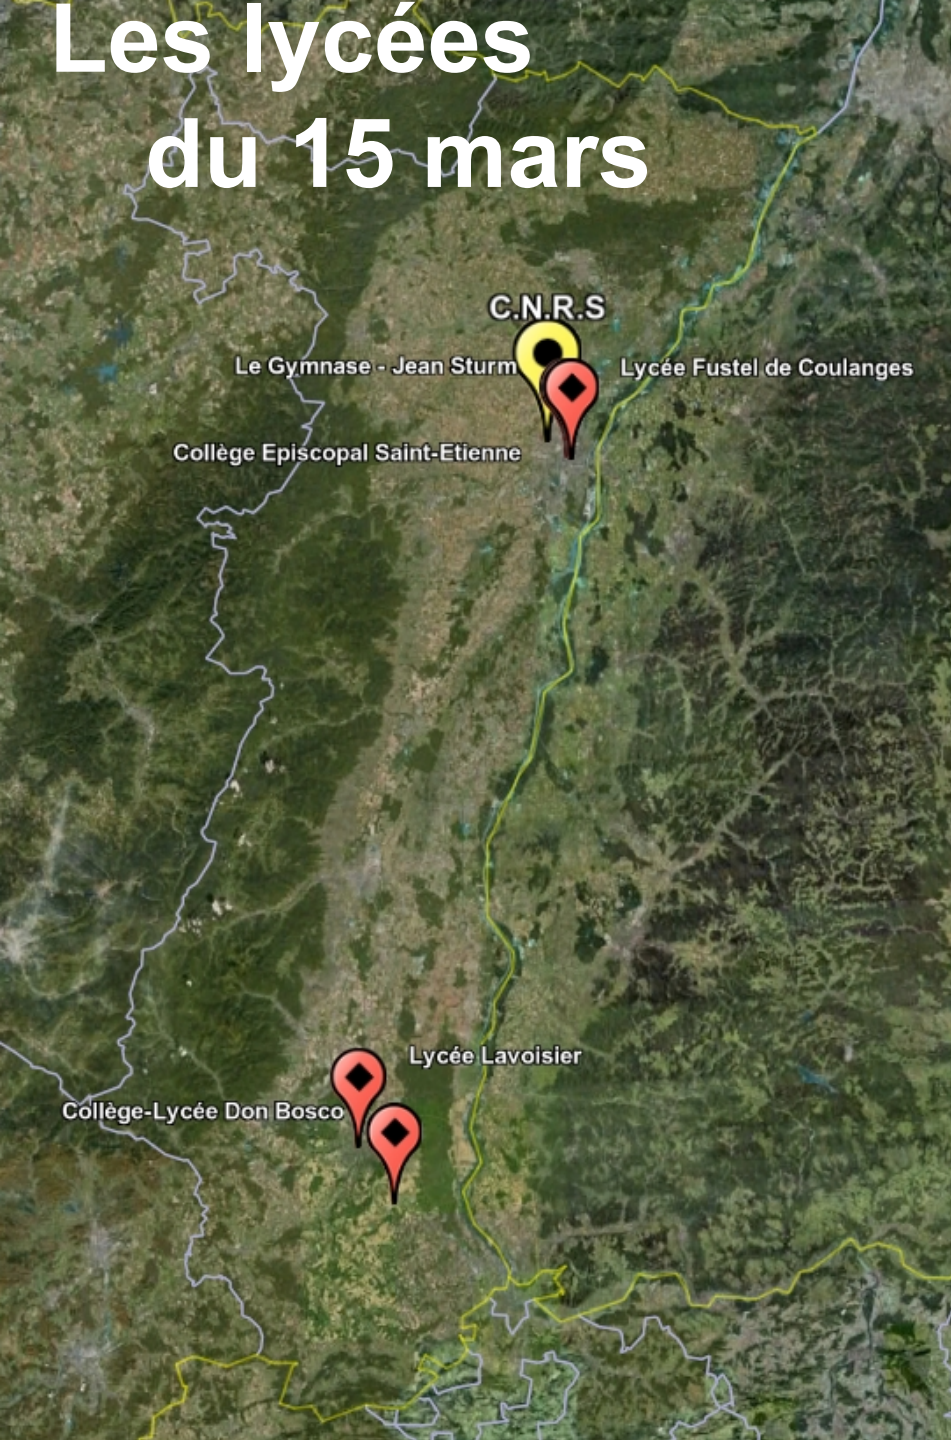 Les lycées
du 15 mars
C.N.R.S
Le Gymnase - Jean Sturm
Lycée Fustel de Coulanges
Collège Episcopal Saint-Etienne
Lycée Lavoisier
Collège-Lycée Don Bosco